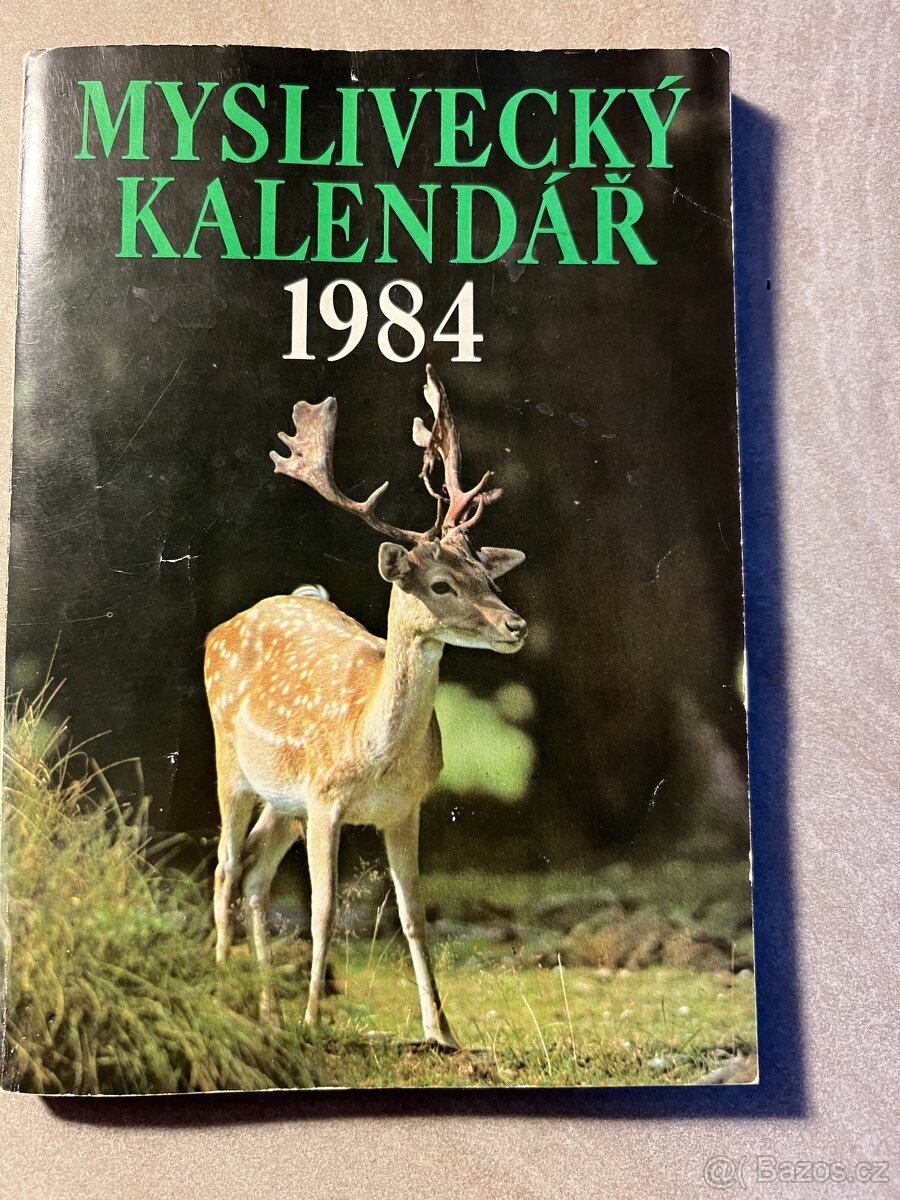 MYSLIVECKÝ
KALENDÁŘ
1984
@( Bazos.cz